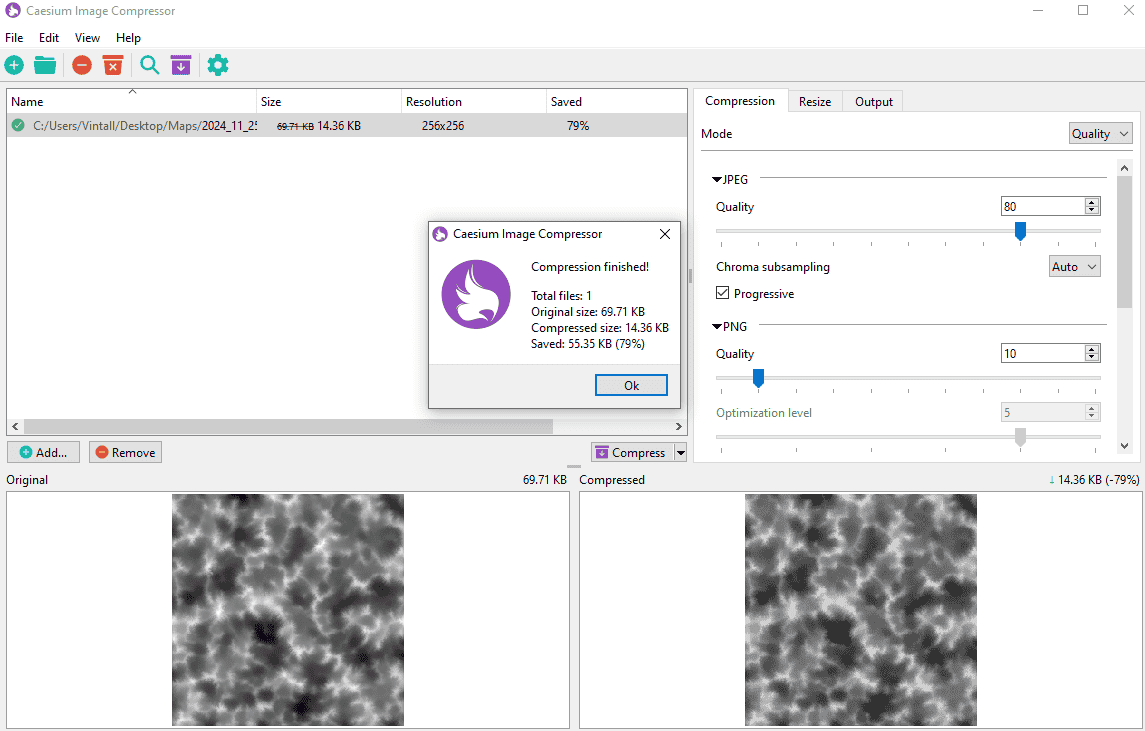 Caesium Image Compressor
File Edit View Help
Name Size Resolution Saved
C:/Users/Vintall/Desktop/Maps/2024_11_25 69.71 KB 14.36 KB 256x256 79%
Compression Resize Output
Mode Quality
JPEG
Quality 80
Chroma subsampling Auto
Progressive
PNG
Quality 10
Optimization level 5
Caesium Image Compressor
Compression finished!
Total files: 1
Original size: 69.71 KB
Compressed size: 14.36 KB
Saved: 55.35 KB (79%)
Ok
Add... Remove Compress
Original 69.71 KB
Compressed ↓ 14.36 KB (-79%)